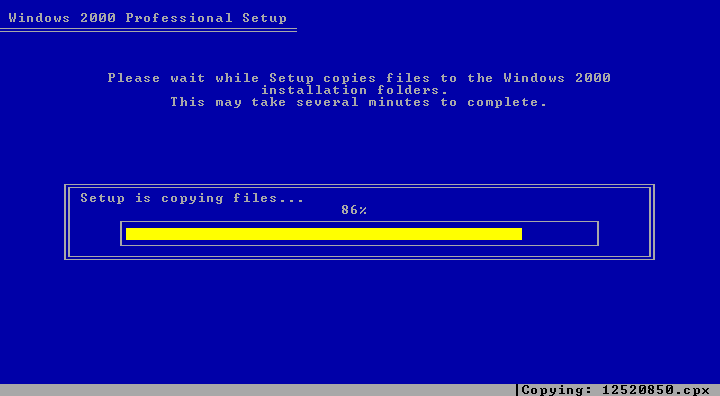 Windows 2000 Professional Setup
Please wait while Setup copies files to the Windows 2000
installation folders.
This may take several minutes to complete.
Setup is copying files...
86%
Copying: 12520850.cpx